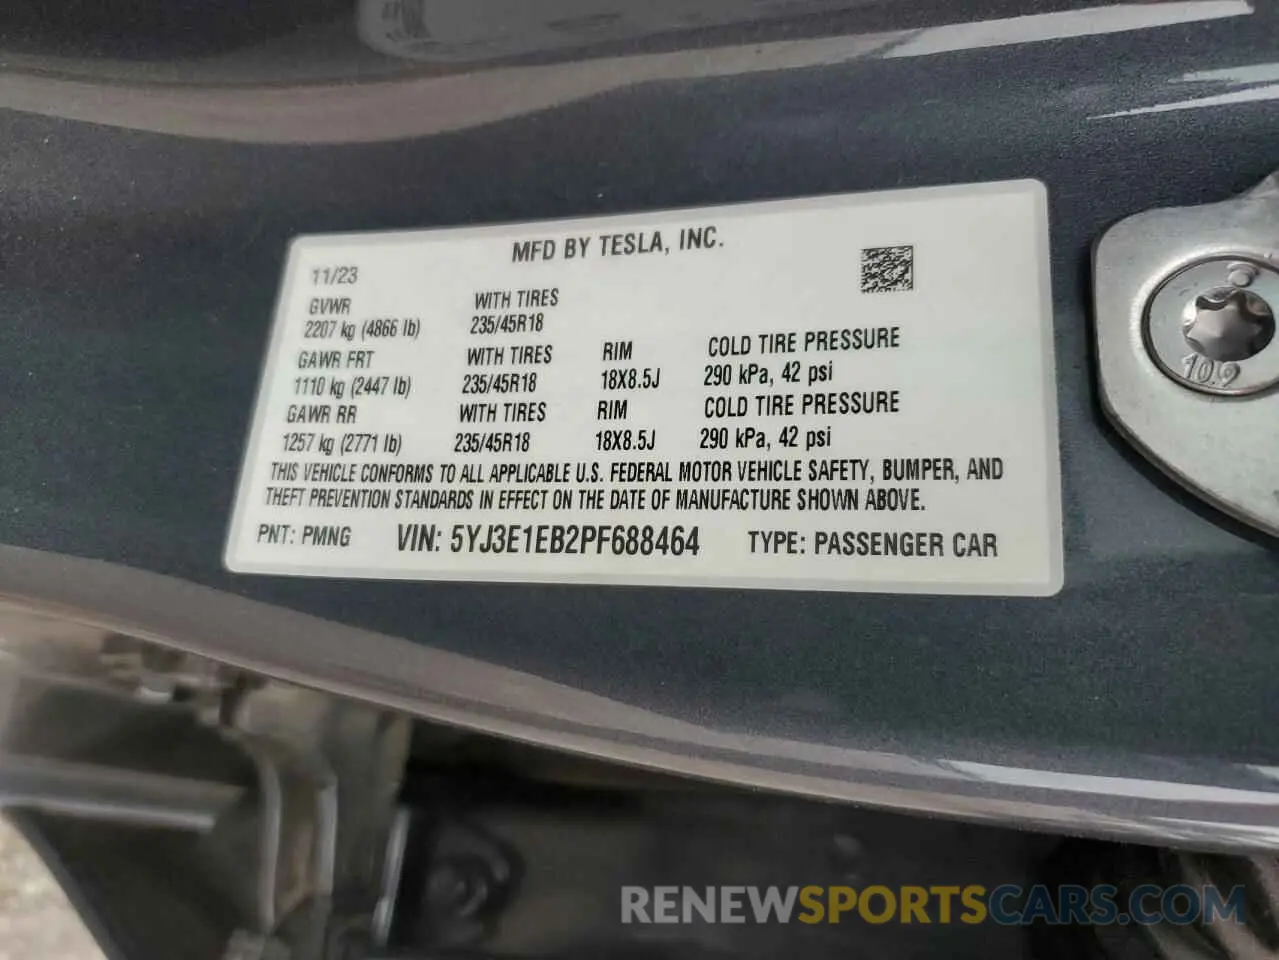 MFD BY TESLA, INC.
11/23
GVWR WITH TIRES
2207 kg (4866 lb) 235/45R18
GAWR FRT WITH TIRES RIM COLD TIRE PRESSURE
1110 kg (2447 lb) 235/45R18 18X8.5J 290 kPa, 42 psi
GAWR RR WITH TIRES RIM COLD TIRE PRESSURE
1257 kg (2771 lb) 235/45R18 18X8.5J 290 kPa, 42 psi
THIS VEHICLE CONFORMS TO ALL APPLICABLE U.S. FEDERAL MOTOR VEHICLE SAFETY, BUMPER, AND
THEFT PREVENTION STANDARDS IN EFFECT ON THE DATE OF MANUFACTURE SHOWN ABOVE.
PNT: PMNG VIN: 5YJ3E1EB2PF688464 TYPE: PASSENGER CAR
10.9
RENEWSPORTSCARS.COM